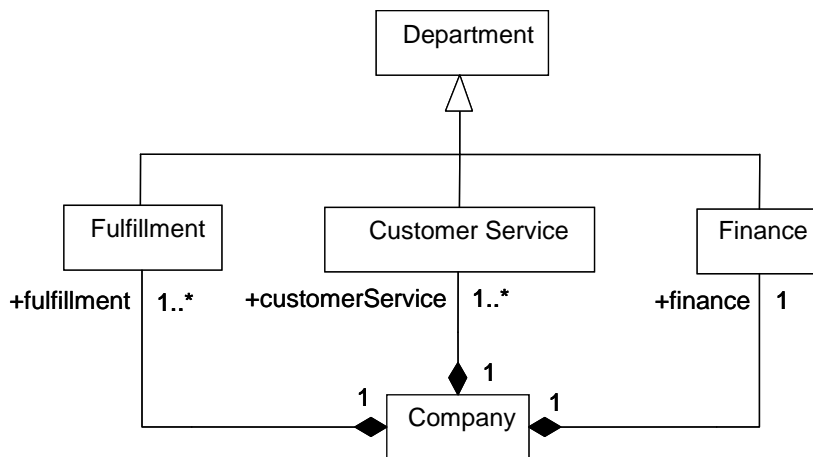 Department
Fulfillment
Customer Service
Finance
+fulfillment 1..*
+customerService 1..*
+finance 1
1
1
1
Company